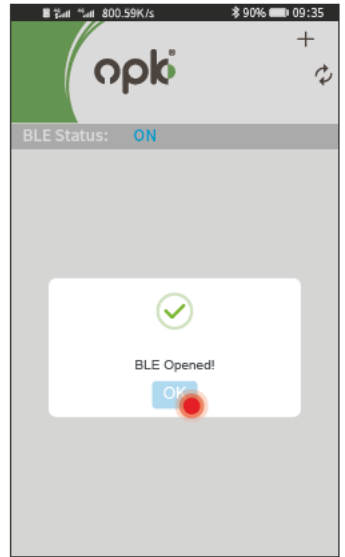 800.59K/s 90% 09:35
opk®
BLE Status: ON
BLE Opened!
OK